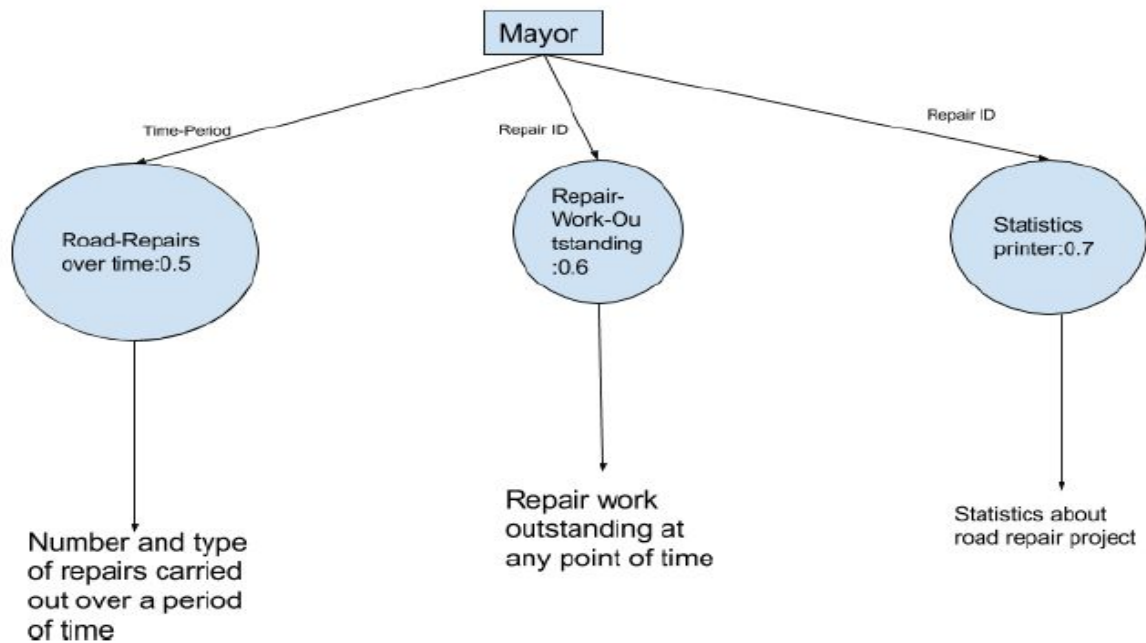 Mayor
Time-Period
Repair ID
Repair ID
Road-Repairs
over time:0.5
Repair-
Work-Ou
tstanding
:0.6
Statistics
printer:0.7
Number and type
of repairs carried
out over a period
of time
Repair work
outstanding at
any point of time
Statistics about
road repair project